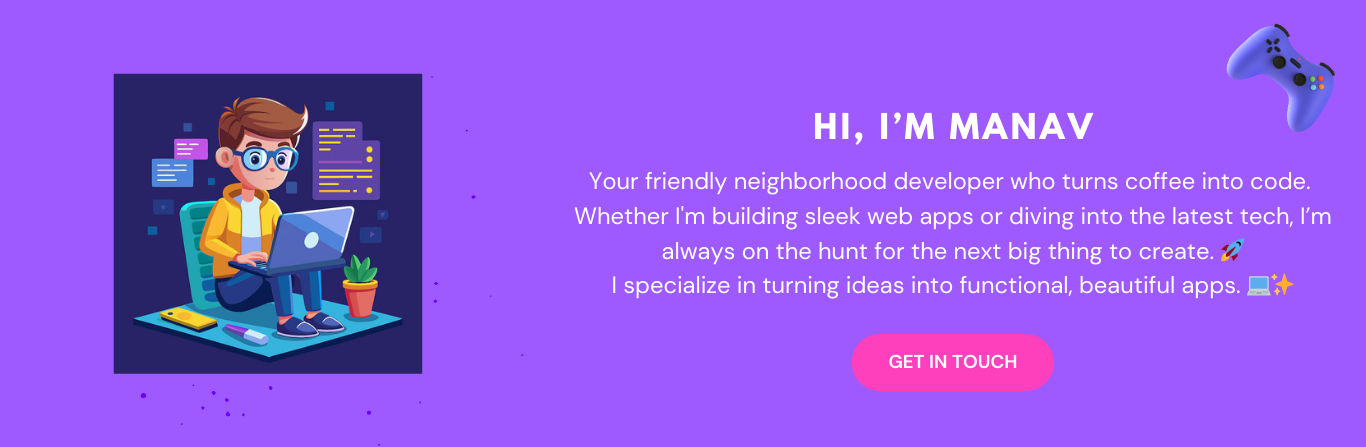 HI, I’M MANAV
Your friendly neighborhood developer who turns coffee into code.
Whether I'm building sleek web apps or diving into the latest tech, I’m
always on the hunt for the next big thing to create. 🚀
I specialize in turning ideas into functional, beautiful apps. 💻✨
GET IN TOUCH